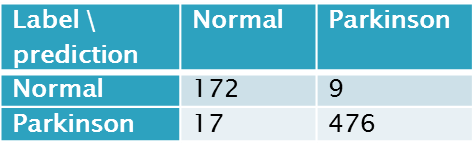 Label \ Normal Parkinson
prediction
Normal 172 9
Parkinson 17 476